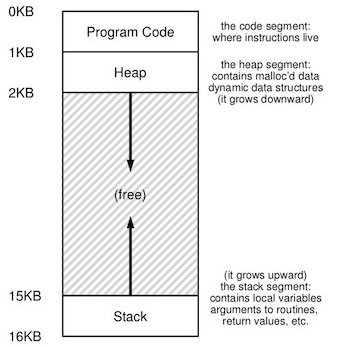 0KB
Program Code
the code segment:
where instructions live
1KB
Heap
the heap segment:
contains malloc'd data
dynamic data structures
(it grows downward)
2KB
(free)
(it grows upward)
the stack segment:
contains local variables
arguments to routines,
return values, etc.
15KB
Stack
16KB